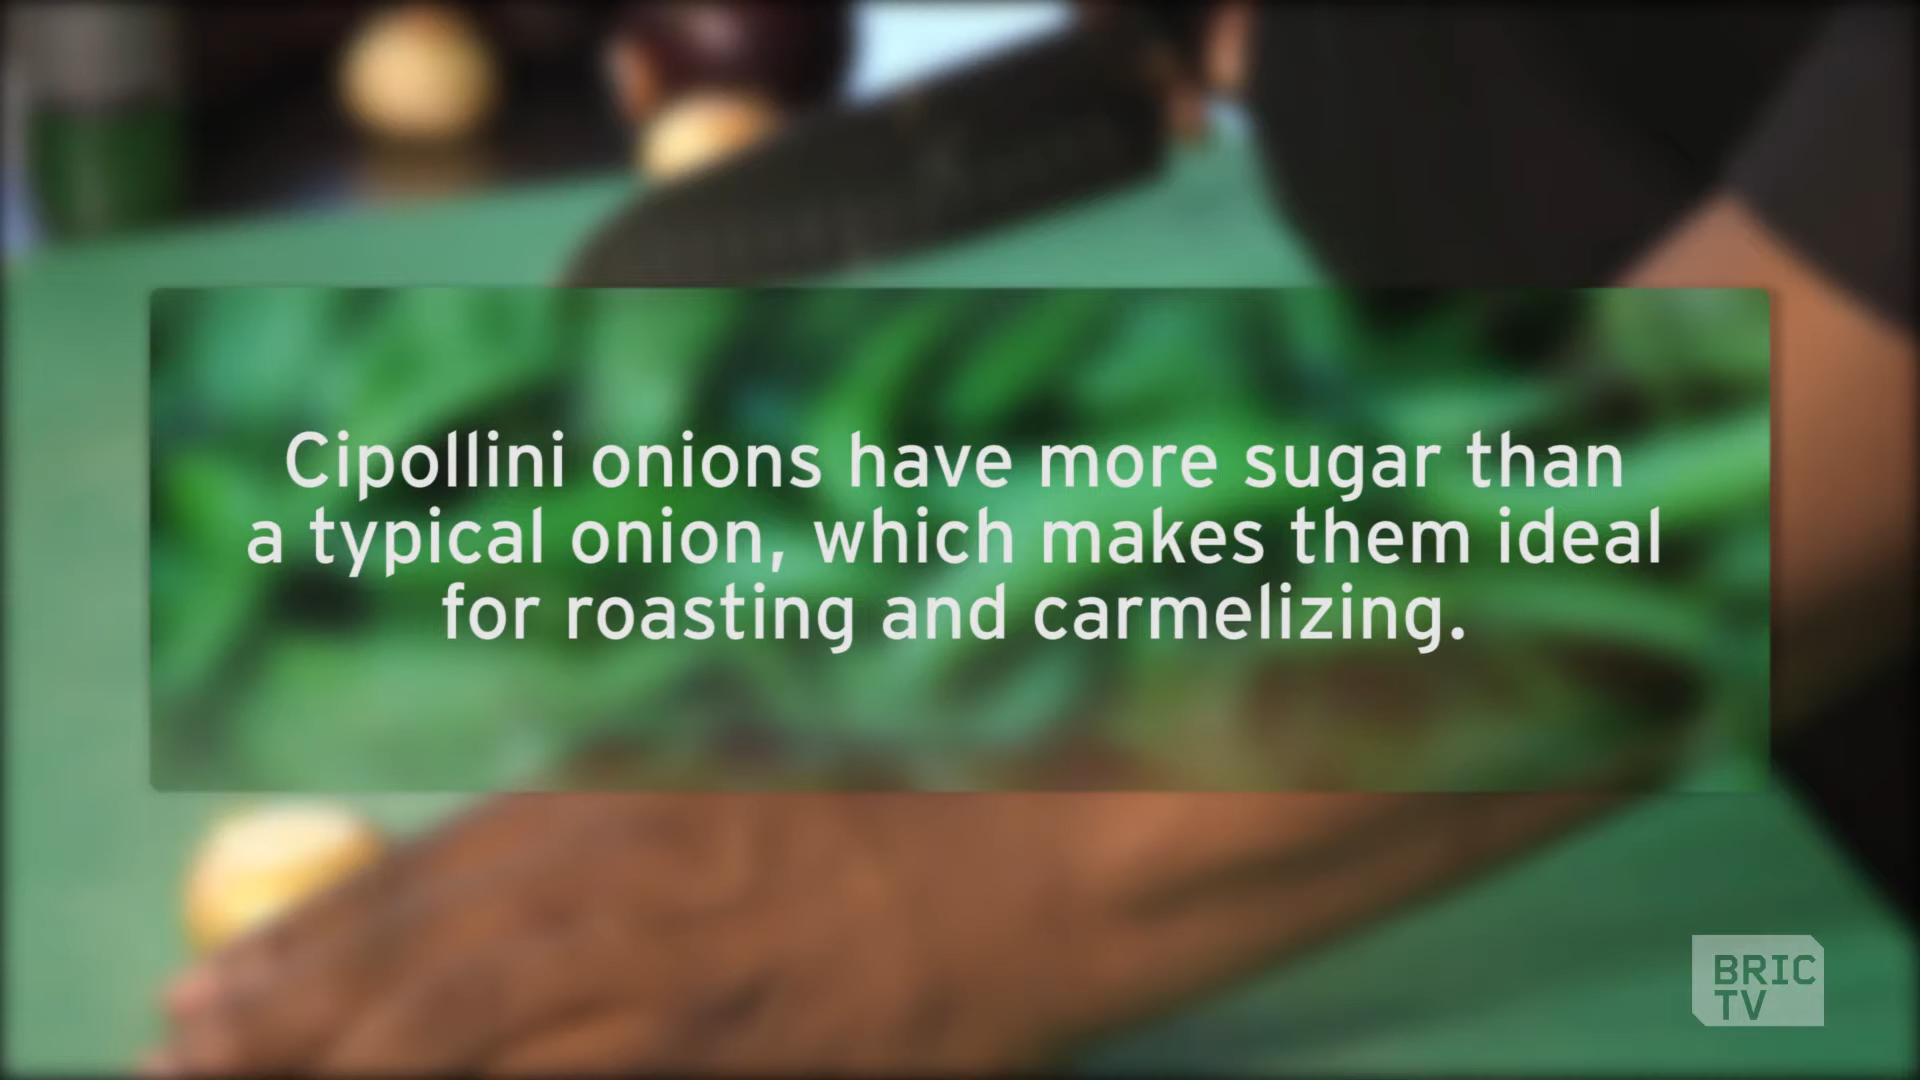 Cipollini onions have more sugar than
a typical onion, which makes them ideal
for roasting and carmelizing.
BRIC
TV